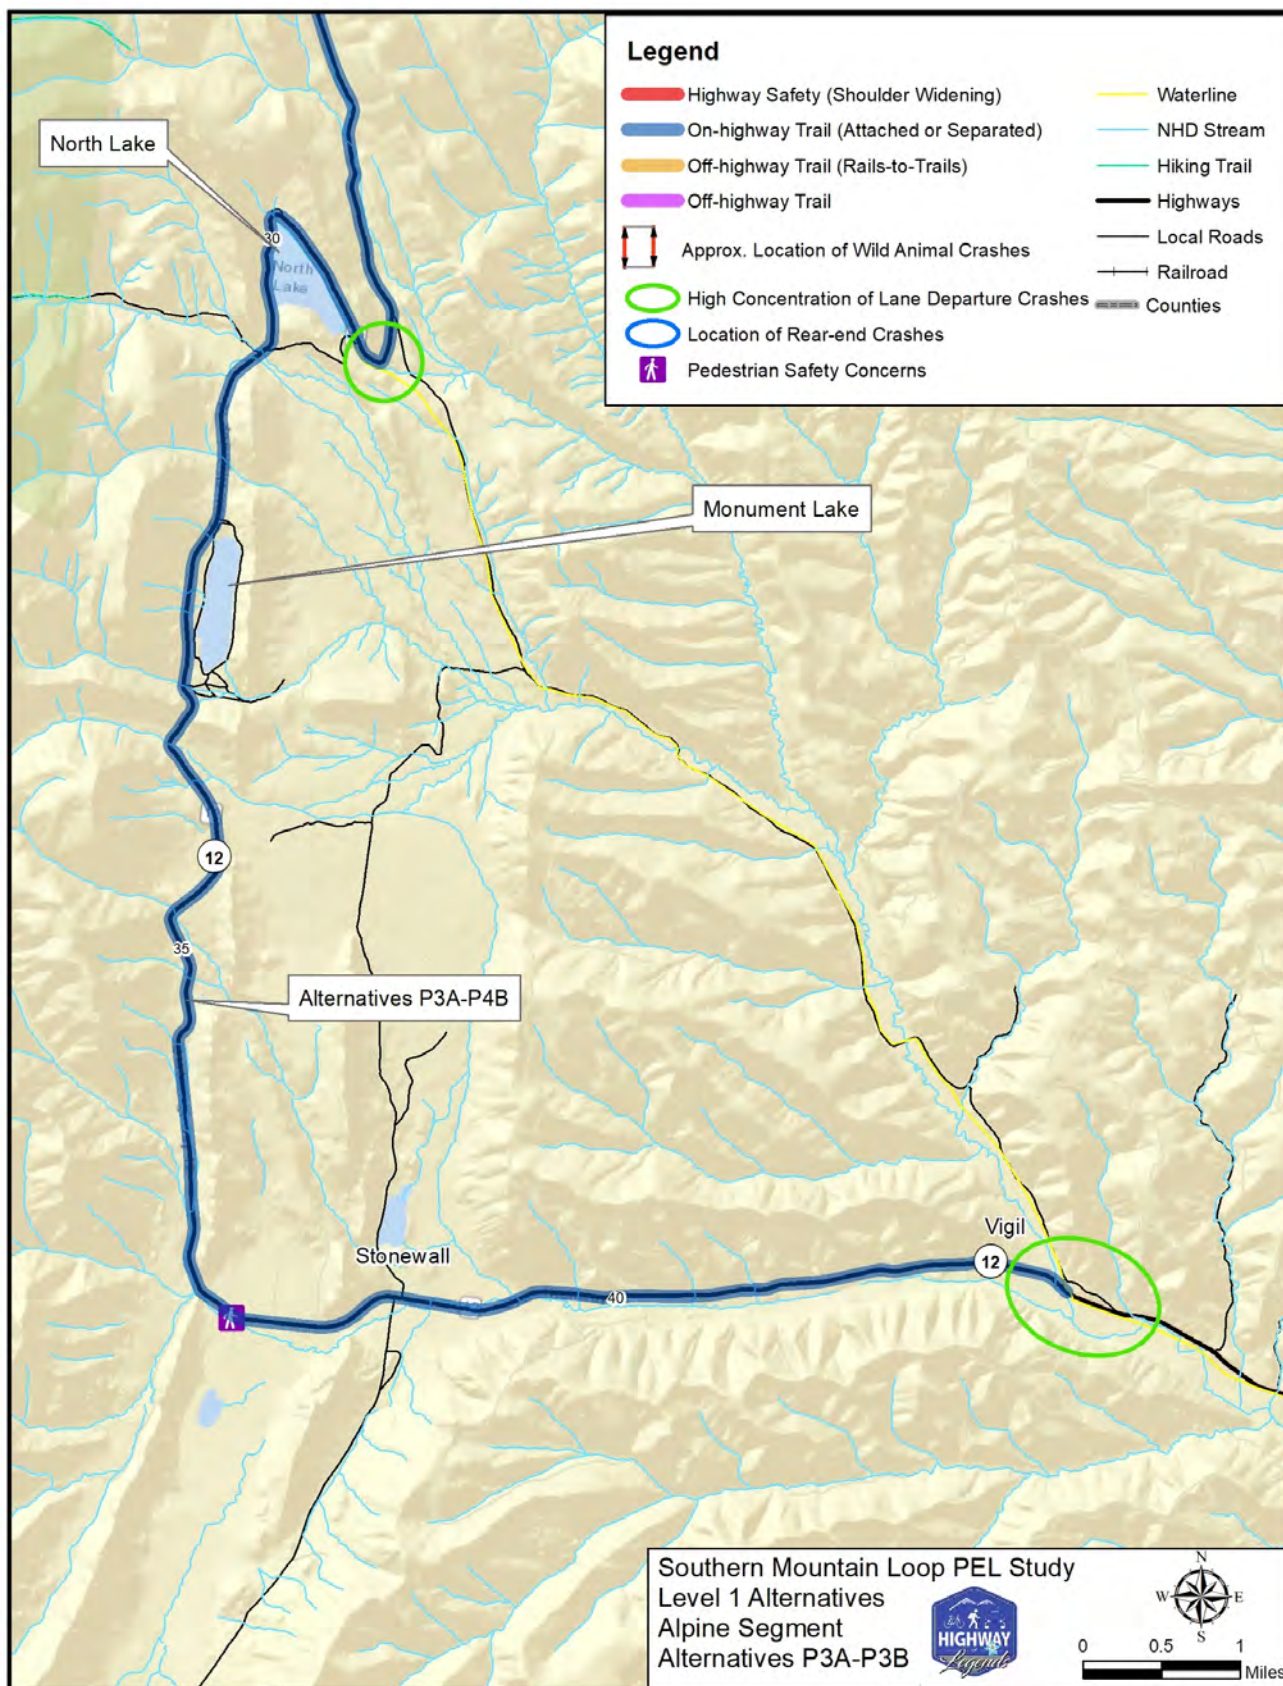 Legend
Highway Safety (Shoulder Widening)
On-highway Trail (Attached or Separated)
Off-highway Trail (Rails-to-Trails)
Off-highway Trail
Approx. Location of Wild Animal Crashes
High Concentration of Lane Departure Crashes
Location of Rear-end Crashes
Pedestrian Safety Concerns
Waterline
NHD Stream
Hiking Trail
Highways
Local Roads
Railroad
Counties
North Lake
30
North
Lake
Monument Lake
12
35
Alternatives P3A-P4B
Stonewall
Vigil
12
40
Southern Mountain Loop PEL Study
Level 1 Alternatives
Alpine Segment
Alternatives P3A-P3B
HIGHWAY
Legends
N
W E
S
0 0.5 1
Miles